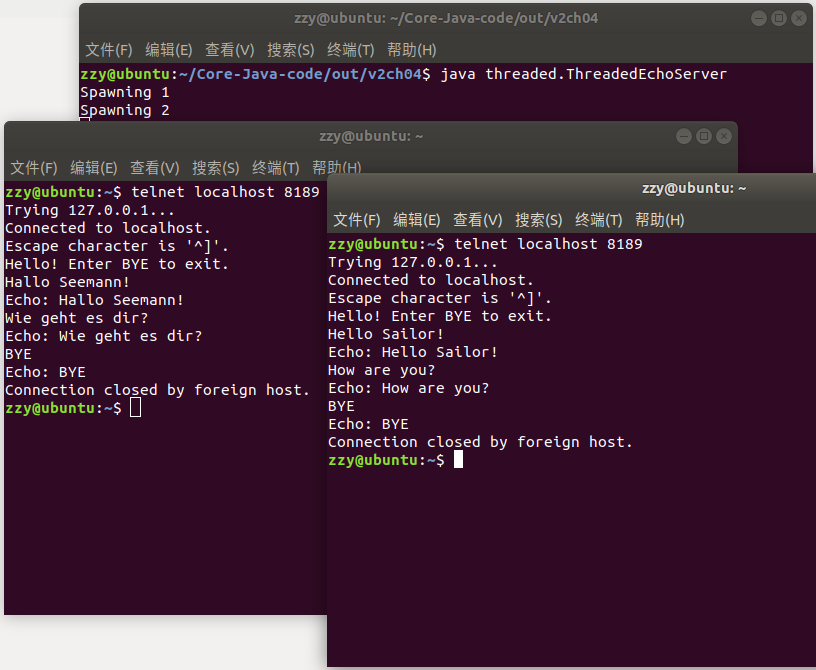 zzy@ubuntu: ~/Core-Java-code/out/v2ch04
文件(F) 编辑(E) 查看(V) 搜索(S) 终端(T) 帮助(H)
zzy@ubuntu:~/Core-Java-code/out/v2ch04$ java threaded.ThreadedEchoServer
Spawning 1
Spawning 2
zzy@ubuntu: ~
文件(F) 编辑(E) 查看(V) 搜索(S) 终端(T) 帮助(H)
zzy@ubuntu:~$ telnet localhost 8189
Trying 127.0.0.1...
Connected to localhost.
Escape character is '^]'.
Hello! Enter BYE to exit.
Hallo Seemann!
Echo: Hallo Seemann!
Wie geht es dir?
Echo: Wie geht es dir?
BYE
Echo: BYE
Connection closed by foreign host.
zzy@ubuntu:~$
zzy@ubuntu: ~
文件(F) 编辑(E) 查看(V) 搜索(S) 终端(T) 帮助(H)
zzy@ubuntu:~$ telnet localhost 8189
Trying 127.0.0.1...
Connected to localhost.
Escape character is '^]'.
Hello! Enter BYE to exit.
Hello Sailor!
Echo: Hello Sailor!
How are you?
Echo: How are you?
BYE
Echo: BYE
Connection closed by foreign host.
zzy@ubuntu:~$